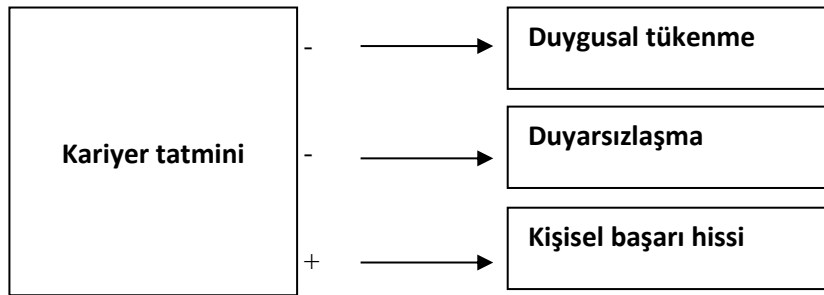 - Duygusal tükenme
Kariyer tatmini - Duyarsızlaşma
+ Kişisel başarı hissi